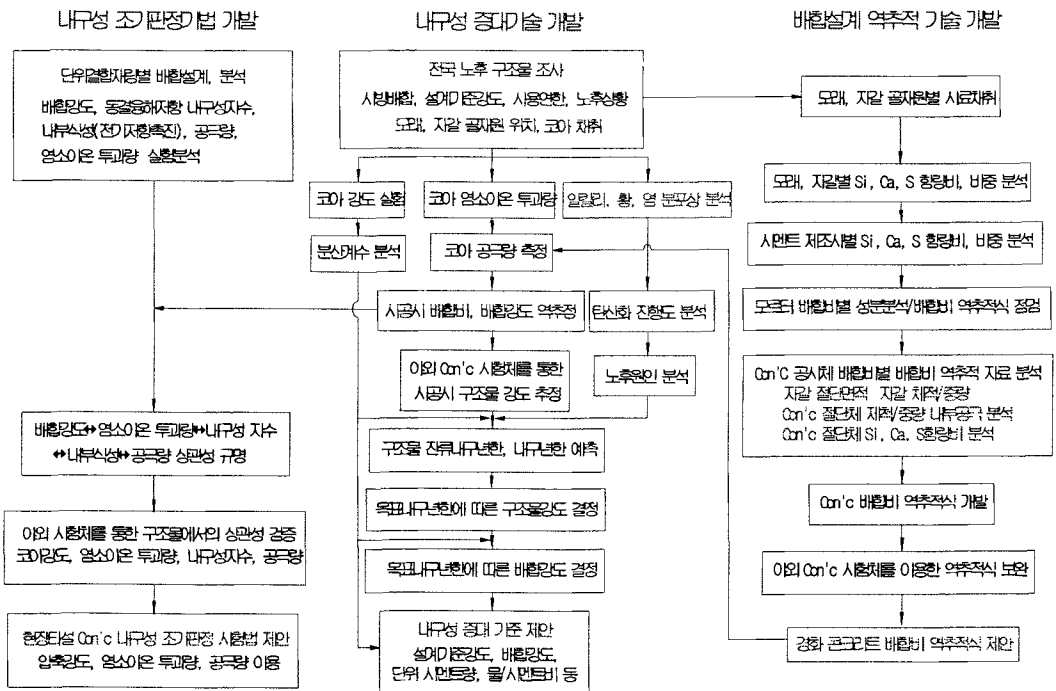 내구성 조기판정기법 개발
단위결합재량별 배합설계, 분석
배합강도, 동결융해저항 내구성지수,
내부식성(전기저항촉진), 공극량,
염소이온 투과량 실험분석
배합강도↔염소이온 투과량↔내구성 지수
↔내부식성↔공극량 상관성 규명
야외 시험체를 통한 구조물에서의 상관성 검증
코아강도, 염소이온 투과량, 내구성지수, 공극량
현장타설 Con'c 내구성 조기판정 시험법 제안
압축강도, 염소이온 투과량, 공극량 이용
내구성 증대기술 개발
전국 노후 구조물 조사
시방배합, 설계기준강도, 사용연한, 노후상황
모래, 자갈 골재원 위치, 코아 채취
코아 강도 실험
코아 염소이온 투과량
알칼리, 황, 염 분포상 분석
분산계수 분석
코아 공극량 측정
시공시 배합비, 배합강도 역추정
탄산화 진행도 분석
야외 Con'c 시험체를 통한
시공시 구조물 강도 추정
노후원인 분석
구조물 잔류내구년한, 내구년한 예측
목표내구년한에 따른 구조물강도 결정
목표내구년한에 따른 배합강도 결정
내구성 증대 기준 제안
설계기준강도, 배합강도,
단위 시멘트량, 물/시멘트비 등
배합설계 역추적 기술 개발
모래, 자갈 골재원별 시료채취
모래, 자갈별 Si, Ca, S 함량비, 비중 분석
시멘트 제조사별 Si, Ca, S 함량비, 비중 분석
모르터 배합비별 성분분석/배합비 역추적식 정검
Con'C 공시체 배합비별 배합비 역추적 자료 분석
자갈 절단면적 자갈 체적/중량
Con'c 절단체 체적/중량 내부공극 분석
Con'c 절단체 Si, Ca, S함량비 분석
Con'c 배합비 역추적식 개발
야외 Con'c 시험체를 이용한 역추적식 보완
경화 콘크리트 배합비 역추적식 제안